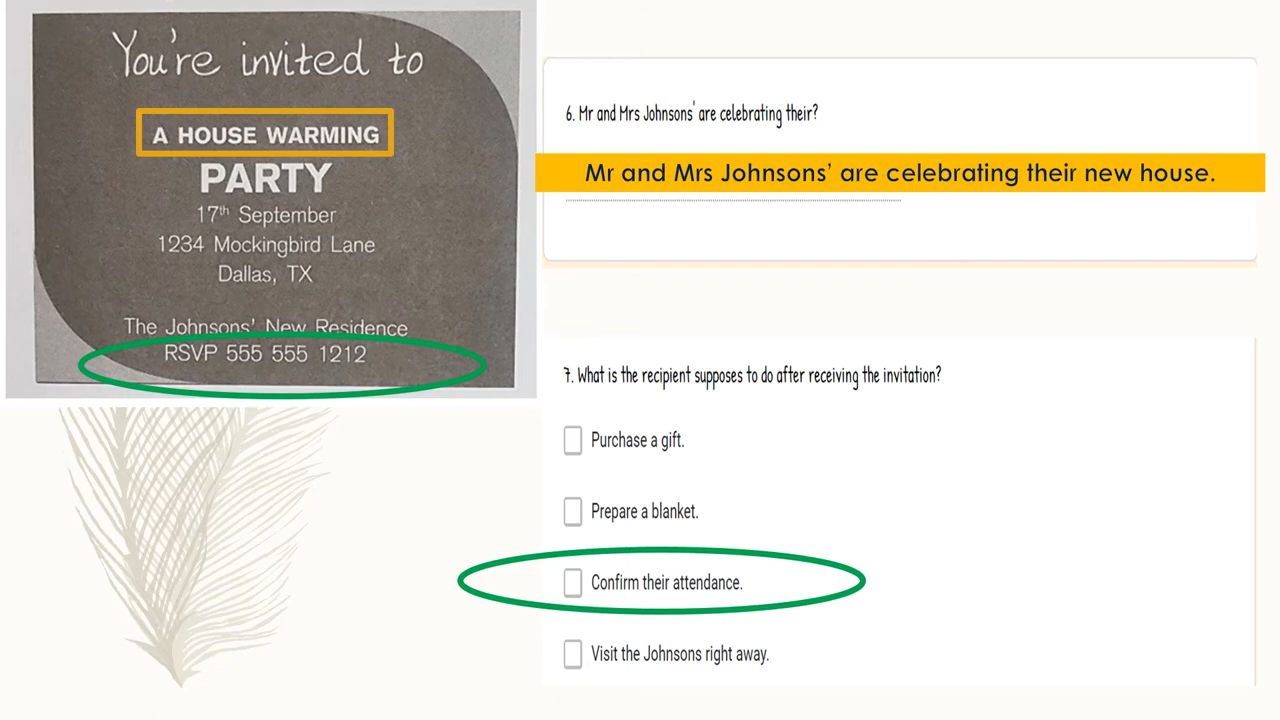 You're invited to
A HOUSE WARMING
PARTY
17th September
1234 Mockingbird Lane
Dallas, TX
The Johnsons' New Residence
RSVP 555 555 1212
6. Mr and Mrs Johnsons' are celebrating their?
Mr and Mrs Johnsons' are celebrating their new house.
7. What is the recipient supposes to do after receiving the invitation?
Purchase a gift.
Prepare a blanket.
Confirm their attendance.
Visit the Johnsons right away.